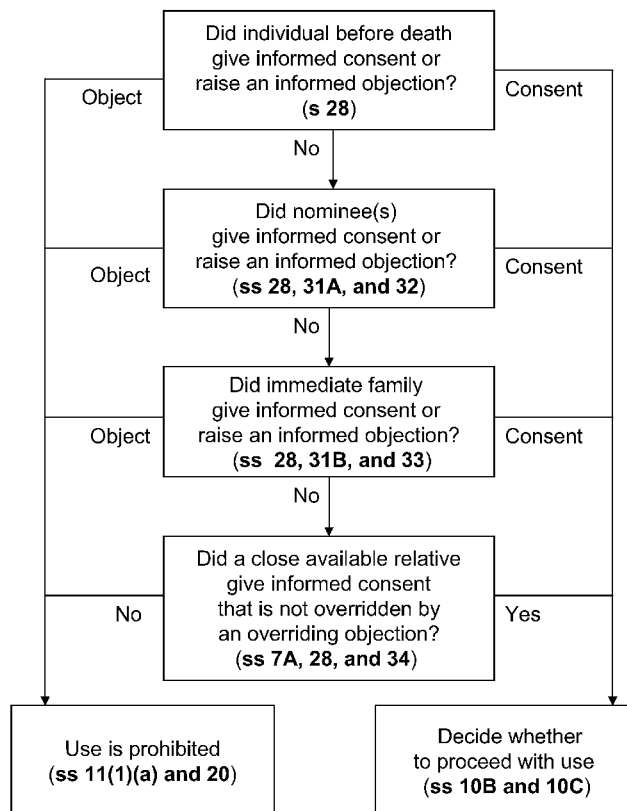 Did individual before death
give informed consent or
raise an informed objection?
(s 28)
Object
Consent
No
Did nominee(s)
give informed consent or
raise an informed objection?
(ss 28, 31A, and 32)
Object
Consent
No
Did immediate family
give informed consent or
raise an informed objection?
(ss 28, 31B, and 33)
Object
Consent
No
Did a close available relative
give informed consent
that is not overridden by
an overriding objection?
(ss 7A, 28, and 34)
No
Yes
Use is prohibited
(ss 11(1)(a) and 20)
Decide whether
to proceed with use
(ss 10B and 10C)